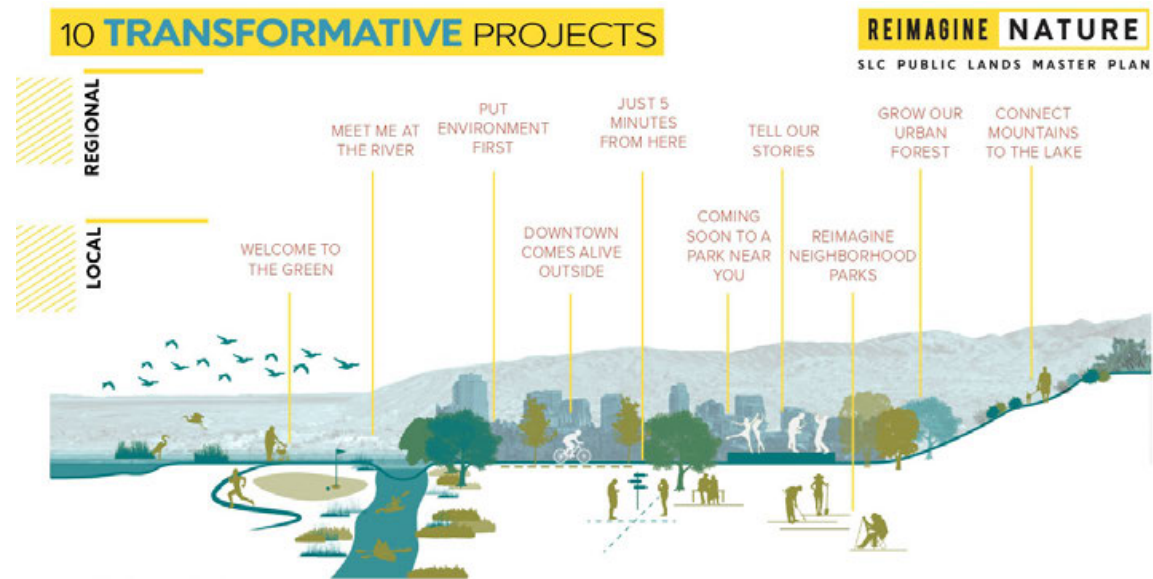 10 TRANSFORMATIVE PROJECTS
REIMAGINE NATURE
SLC PUBLIC LANDS MASTER PLAN
REGIONAL
MEET ME AT
THE RIVER
PUT
ENVIRONMENT
FIRST
JUST 5
MINUTES
FROM HERE
TELL OUR
STORIES
GROW OUR
URBAN
FOREST
CONNECT
MOUNTAINS
TO THE LAKE
LOCAL
WELCOME TO
THE GREEN
DOWNTOWN
COMES ALIVE
OUTSIDE
COMING
SOON TO A
PARK NEAR
YOU
REIMAGINE
NEIGHBORHOOD
PARKS